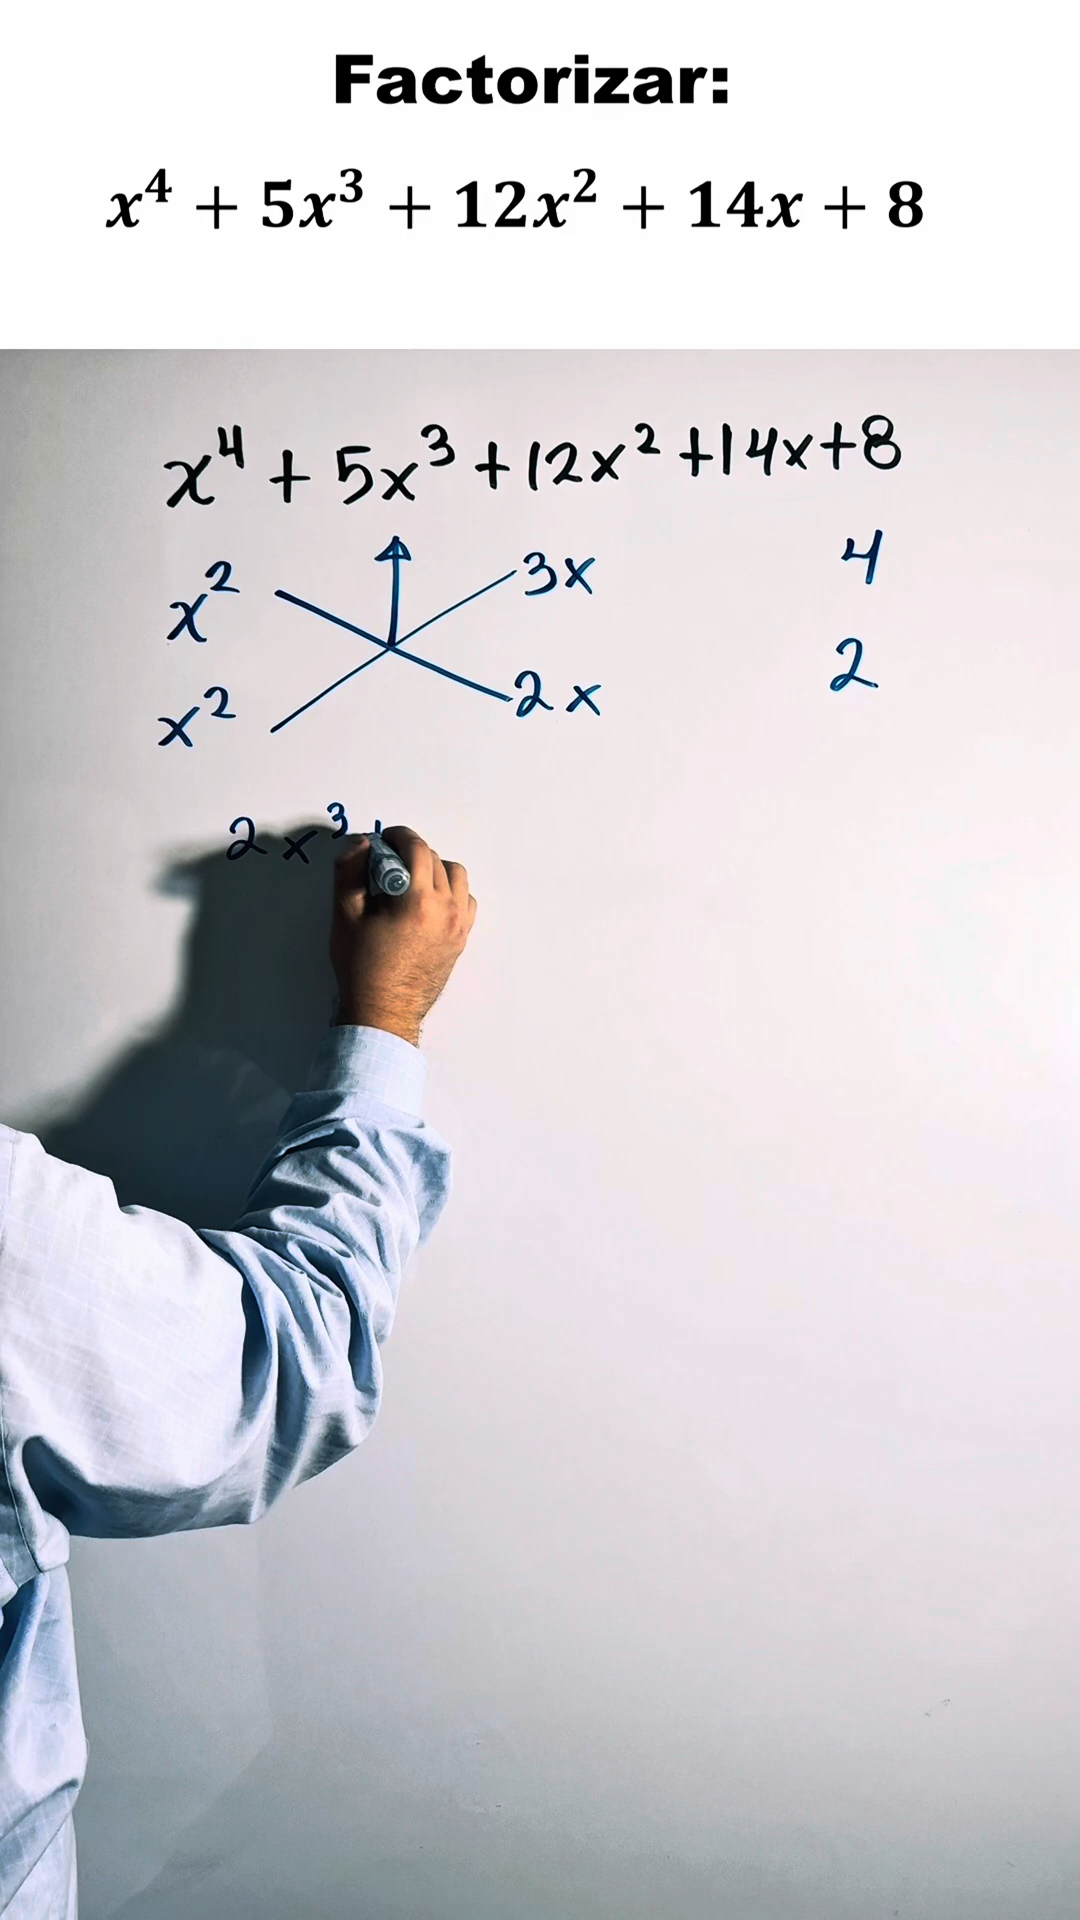 Factorizar:
x⁴ + 5x³ + 12x² + 14x + 8
x⁴ + 5x³ + 12x² + 14x + 8
x² 3x 4
x² 2x 2
2x³